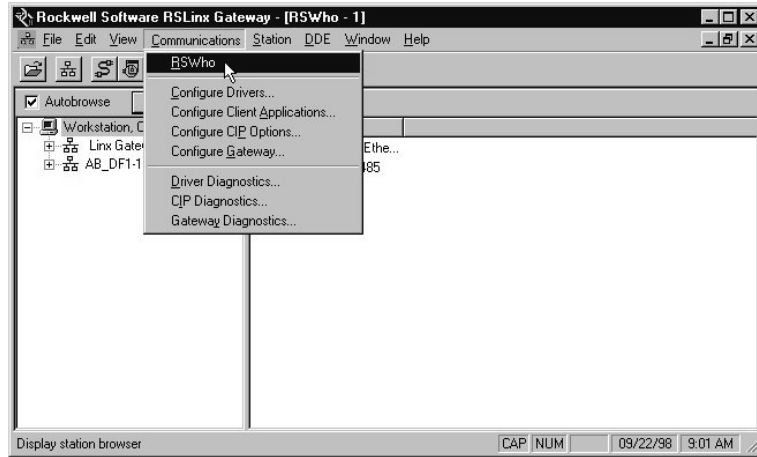 Rockwell Software RSLinx Gateway - [RSWho - 1]
File Edit View Communications Station DDE Window Help
RSWho
Autobrowse
Configure Drivers...
Configure Client Applications...
Workstation,
Configure CIP Options...
Linx
Ethe...
Configure Gateway...
AB_DF1-1
485
Driver Diagnostics...
CIP Diagnostics...
Gateway Diagnostics...
Display station browser
CAP NUM 09/22/98 9:01 AM